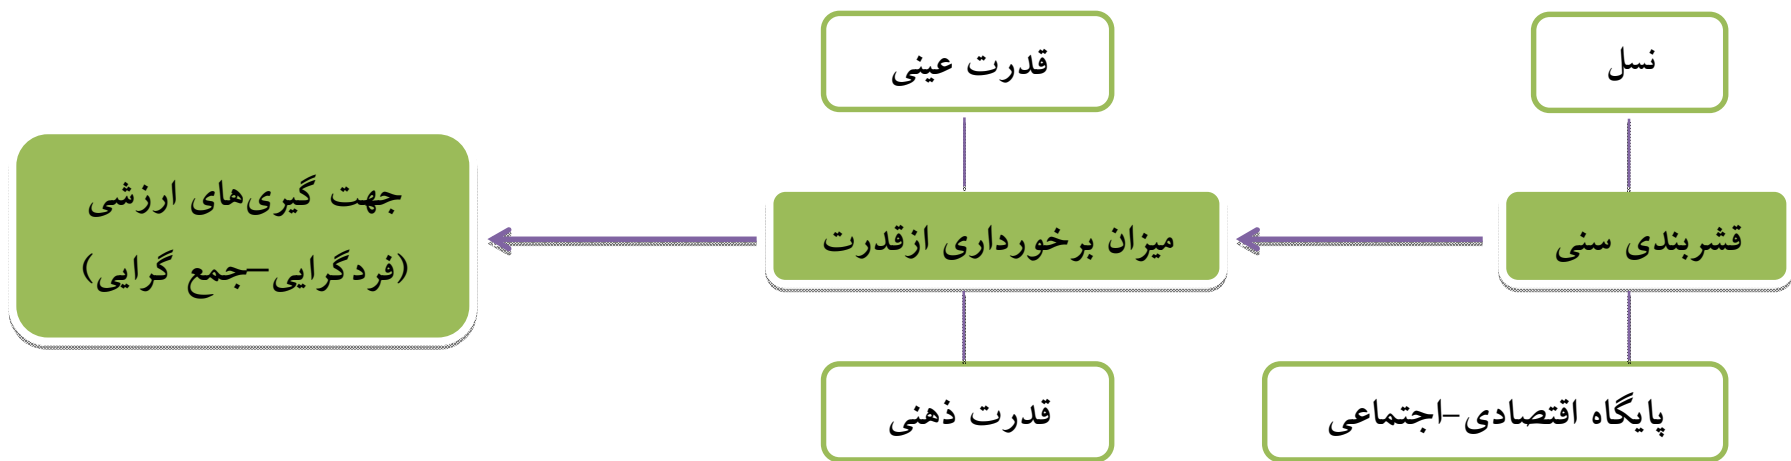 نسل
قدرت عینی
قشربندی سنی
میزان برخورداری ازقدرت
جهت گیری‌های ارزشی
(فردگرایی–جمع گرایی)
پایگاه اقتصادی–اجتماعی
قدرت ذهنی